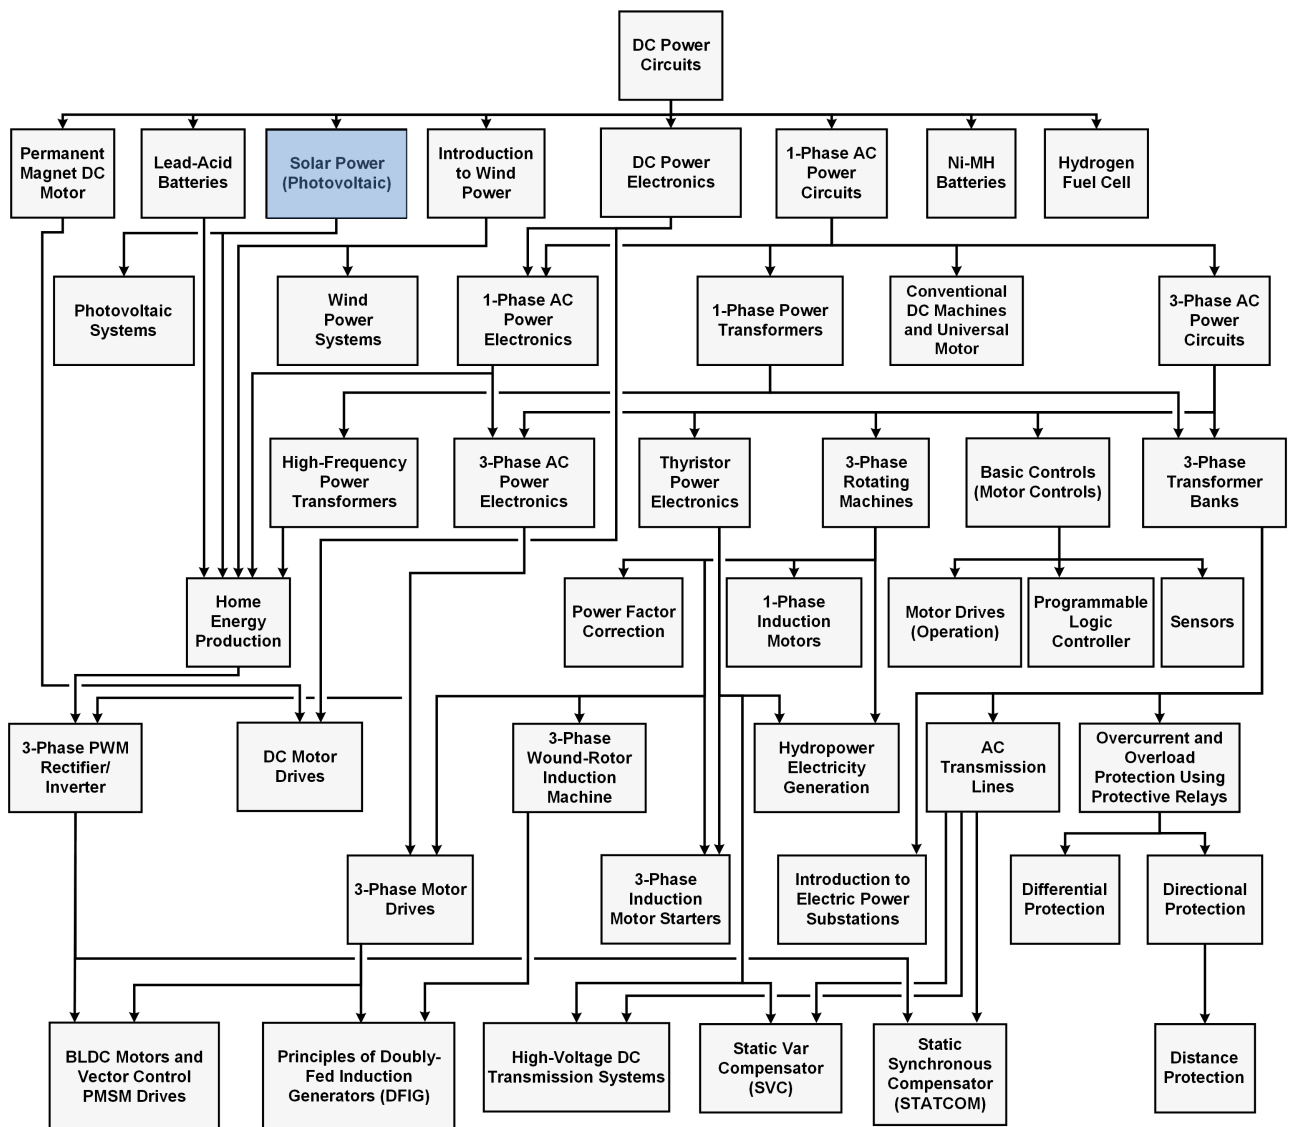 DC Power
Circuits
Permanent
Magnet DC
Motor
Lead-Acid
Batteries
Solar Power
(Photovoltaic)
Introduction
to Wind
Power
DC Power
Electronics
1-Phase AC
Power
Circuits
Ni-MH
Batteries
Hydrogen
Fuel Cell
Photovoltaic
Systems
Wind
Power
Systems
1-Phase AC
Power
Electronics
1-Phase Power
Transformers
Conventional
DC Machines
and Universal
Motor
3-Phase AC
Power
Circuits
High-Frequency
Power
Transformers
3-Phase AC
Power
Electronics
Thyristor
Power
Electronics
3-Phase
Rotating
Machines
Basic Controls
(Motor Controls)
3-Phase
Transformer
Banks
Home
Energy
Production
Power Factor
Correction
1-Phase
Induction
Motors
Motor Drives
(Operation)
Programmable
Logic
Controller
Sensors
3-Phase PWM
Rectifier/
Inverter
DC Motor
Drives
3-Phase
Wound-Rotor
Induction
Machine
Hydropower
Electricity
Generation
AC
Transmission
Lines
Overcurrent and
Overload
Protection Using
Protective Relays
3-Phase Motor
Drives
3-Phase
Induction
Motor Starters
Introduction to
Electric Power
Substations
Differential
Protection
Directional
Protection
BLDC Motors and
Vector Control
PMSM Drives
Principles of Doubly-
Fed Induction
Generators (DFIG)
High-Voltage DC
Transmission Systems
Static Var
Compensator
(SVC)
Static
Synchronous
Compensator
(STATCOM)
Distance
Protection